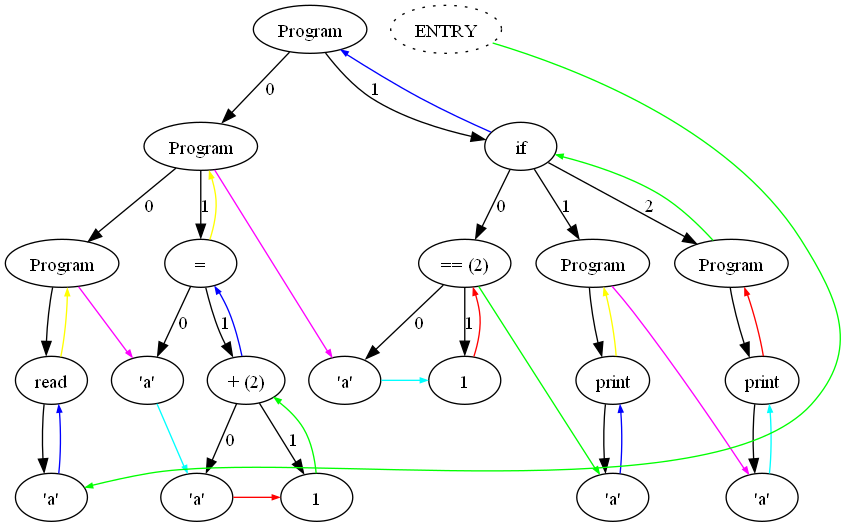 Program
ENTRY
0
1
Program
if
0
1
0
1
2
Program
=
== (2)
Program
Program
0
1
0
1
read
'a'
+ (2)
'a'
1
print
print
0
1
'a'
'a'
1
'a'
'a'